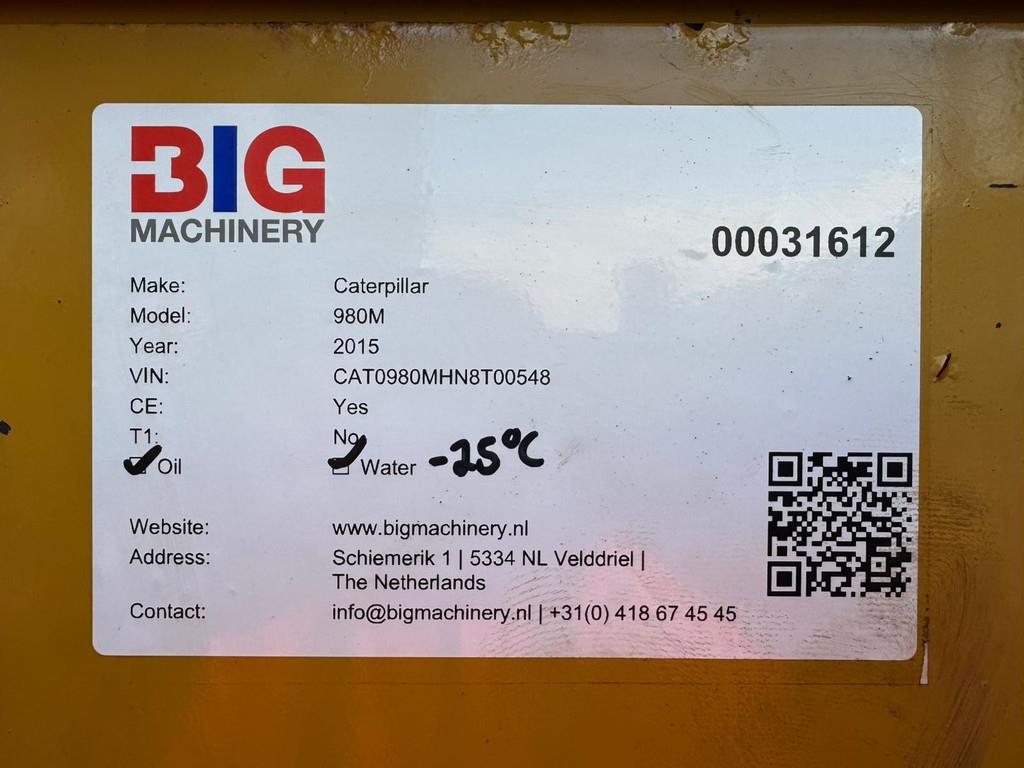 BIG
MACHINERY
00031612
Make: Caterpillar
Model: 980M
Year: 2015
VIN: CAT0980MHN8T00548
CE: Yes
T1: No
Oil Water -25°C
Website: www.bigmachinery.nl
Address: Schiemerik 1 | 5334 NL Velddriel |
The Netherlands
Contact: info@bigmachinery.nl | +31(0) 418 67 45 45